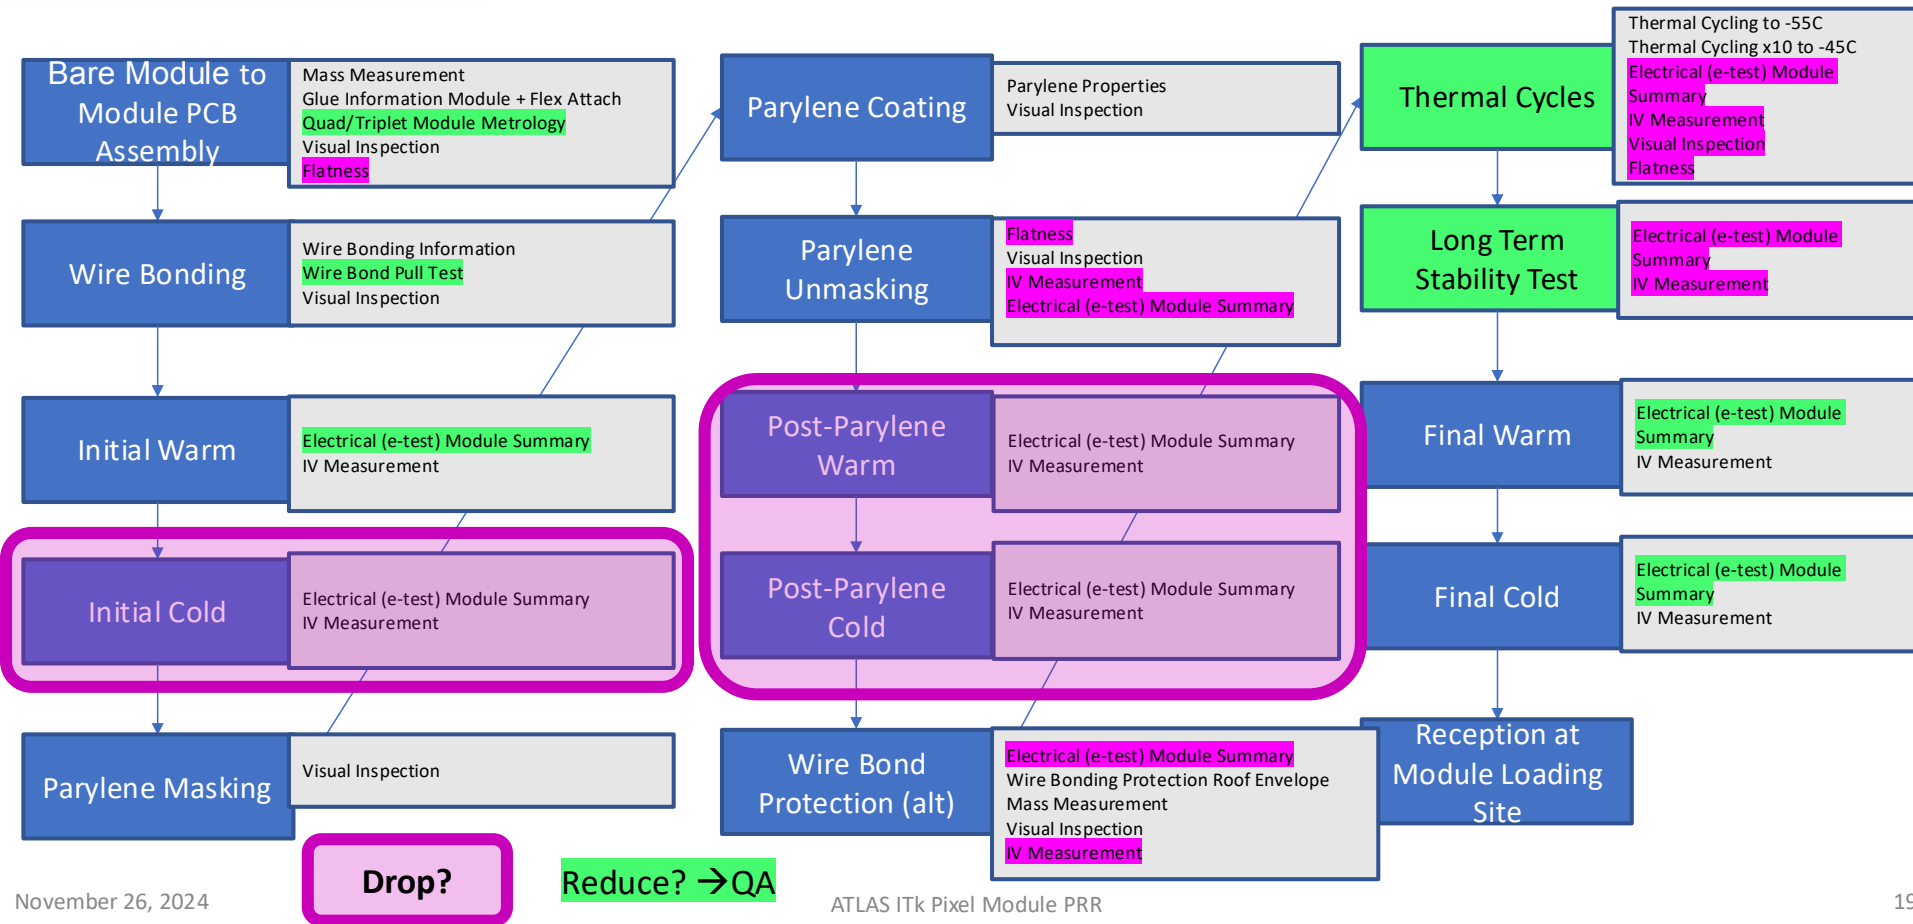 Bare Module to
Module PCB
Assembly
Mass Measurement
Glue Information Module + Flex Attach
Quad/Triplet Module Metrology
Visual Inspection
Flatness
Wire Bonding
Wire Bonding Information
Wire Bond Pull Test
Visual Inspection
Initial Warm
Electrical (e-test) Module Summary
IV Measurement
Initial Cold
Electrical (e-test) Module Summary
IV Measurement
Parylene Masking
Visual Inspection
Parylene Coating
Parylene Properties
Visual Inspection
Parylene
Unmasking
Flatness
Visual Inspection
IV Measurement
Electrical (e-test) Module Summary
Post-Parylene
Warm
Electrical (e-test) Module Summary
IV Measurement
Post-Parylene
Cold
Electrical (e-test) Module Summary
IV Measurement
Wire Bond
Protection (alt)
Electrical (e-test) Module Summary
Wire Bonding Protection Roof Envelope
Mass Measurement
Visual Inspection
IV Measurement
Thermal Cycles
Thermal Cycling to -55C
Thermal Cycling x10 to -45C
Electrical (e-test) Module
Summary
IV Measurement
Visual Inspection
Flatness
Long Term
Stability Test
Electrical (e-test) Module
Summary
IV Measurement
Final Warm
Electrical (e-test) Module
Summary
IV Measurement
Final Cold
Electrical (e-test) Module
Summary
IV Measurement
Reception at
Module Loading
Site
Drop?
Reduce? →QA
November 26, 2024
ATLAS ITk Pixel Module PRR
19